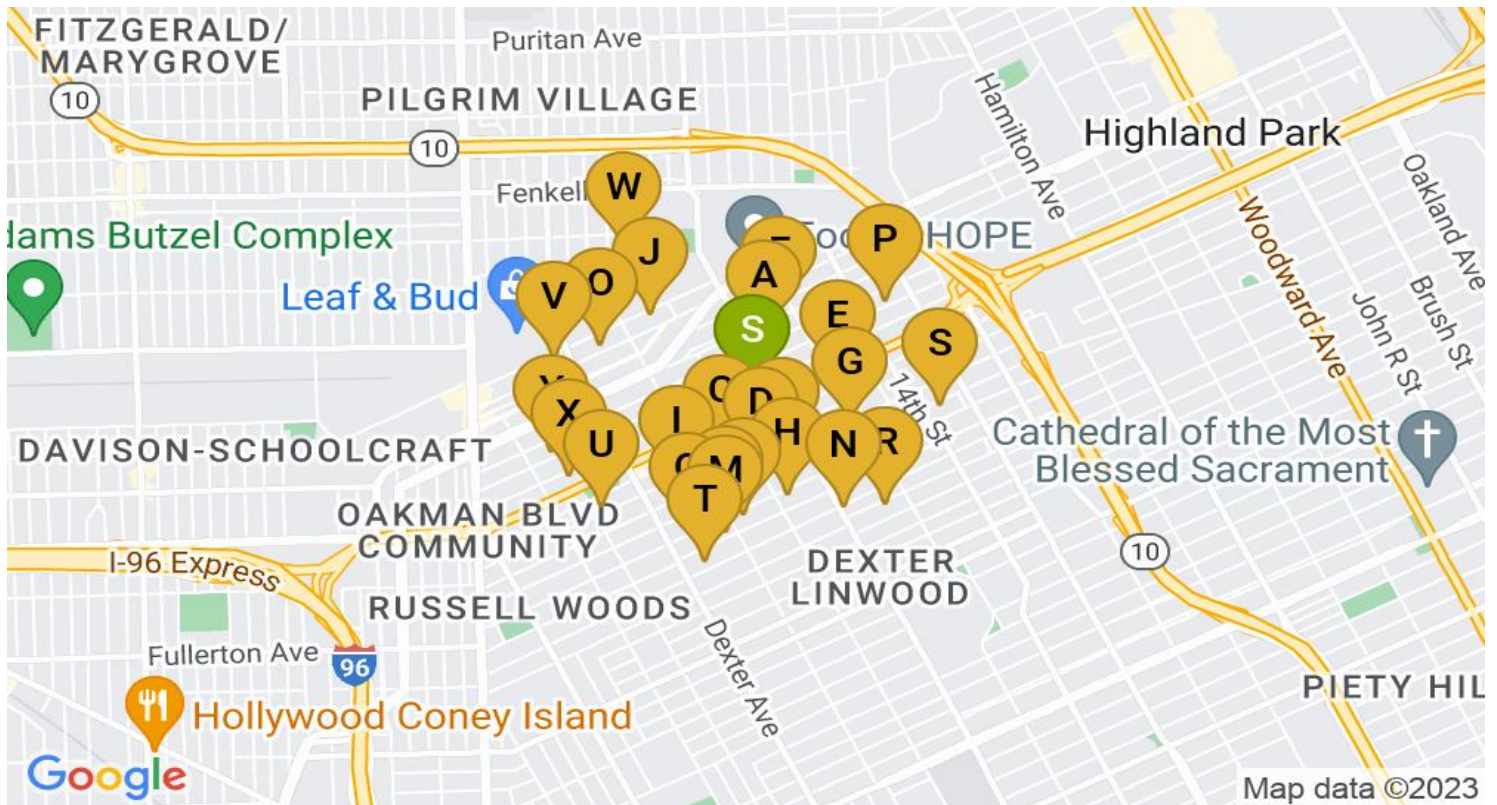 FITZGERALD/
MARYGROVE
Puritan Ave
10
PILGRIM VILLAGE
10
Hamilton Ave
Highland Park
Oakland Ave
W
J
A
P
HOPE
Woodward Ave
Butzel Complex
Leaf & Bud
V
O
S
E
G
S
14th St
John R St
Brush St
D
I
X
U
H
N
R
M
T
DAVISON-SCHOOLCRAFT
Cathedral of the Most
Blessed Sacrament
OAKMAN BLVD
COMMUNITY
I-96 Express
10
DEXTER
LINWOOD
RUSSELL WOODS
Fullerton Ave
96
Dexter Ave
Hollywood Coney Island
PIETY
Google
Map data ©2023